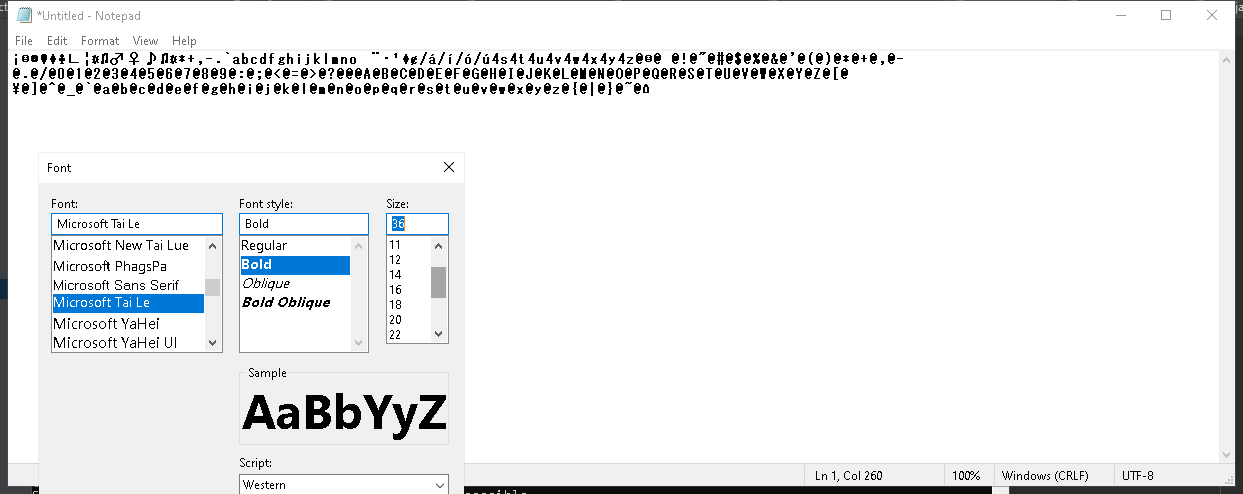 *Untitled - Notepad
File Edit Format View Help
-.`abcdfghijklmno
/á/í/ó/ú4s4t4u4v4w4x4y4z@@@ @!@~@#@$@%@&@'@(@)@*@+@,@-
@.@/@0@1@2@3@4@5@6@7@8@9@:@;@<@=@>@?@@@A@B@C@D@E@F@G@H@I@J@K@L@M@N@O@P@Q@R@S@T@U@V@W@X@Y@Z@[@
¥@]@^@_@`@a@b@c@d@e@f@g@h@i@j@k@l@m@n@o@p@q@r@s@t@u@v@w@x@y@z@{@|@}@~@
Font
Font:
Microsoft Tai Le
Microsoft New Tai Lue
Microsoft PhagsPa
Microsoft Sans Serif
Microsoft Tai Le
Microsoft YaHei
Microsoft YaHei UI
Font style:
Bold
Regular
Bold
Oblique
Bold Oblique
Size:
36
11
12
14
16
18
20
22
Sample
AaBbYyZ
Script:
Western
Ln 1, Col 260
100%
Windows (CRLF)
UTF-8